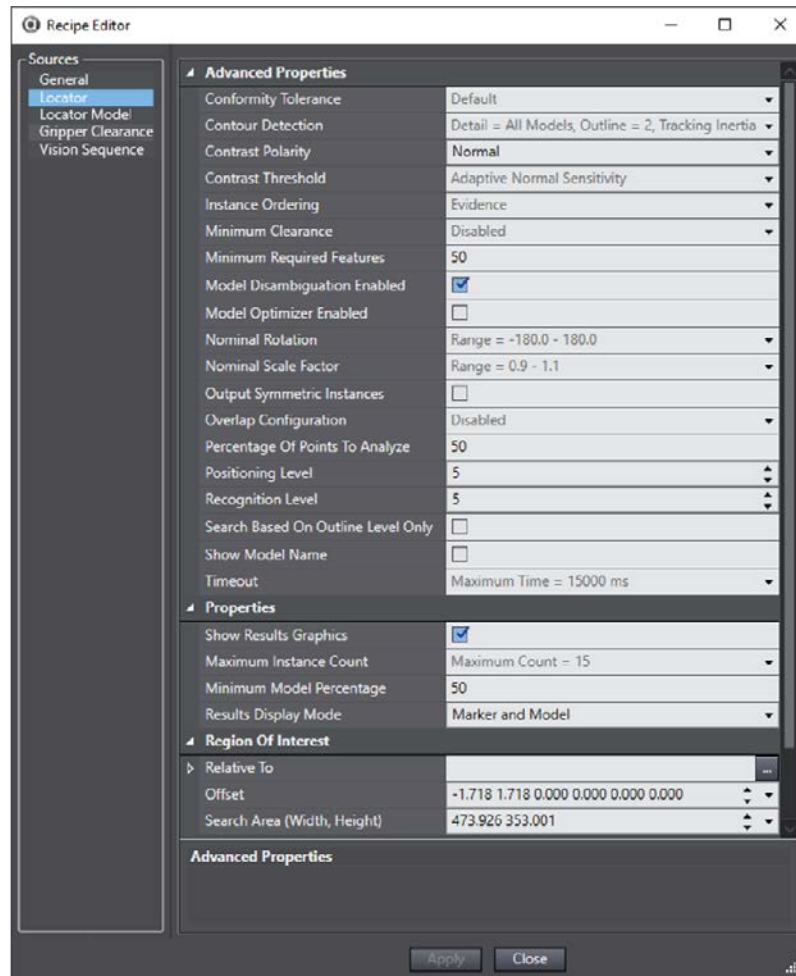 Recipe Editor
Sources
General
Locator
Locator Model
Gripper Clearance
Vision Sequence
Advanced Properties
Conformity Tolerance Default
Contour Detection Detail = All Models, Outline = 2, Tracking Inertia
Contrast Polarity Normal
Contrast Threshold Adaptive Normal Sensitivity
Instance Ordering Evidence
Minimum Clearance Disabled
Minimum Required Features 50
Model Disambiguation Enabled
Model Optimizer Enabled
Nominal Rotation Range = -180.0 - 180.0
Nominal Scale Factor Range = 0.9 - 1.1
Output Symmetric Instances
Overlap Configuration Disabled
Percentage Of Points To Analyze 50
Positioning Level 5
Recognition Level 5
Search Based On Outline Level Only
Show Model Name
Timeout Maximum Time = 15000 ms
Properties
Show Results Graphics
Maximum Instance Count Maximum Count = 15
Minimum Model Percentage 50
Results Display Mode Marker and Model
Region Of Interest
Relative To ...
Offset -1.718 1.718 0.000 0.000 0.000 0.000
Search Area (Width, Height) 473.926 353.001
Advanced Properties
Apply Close